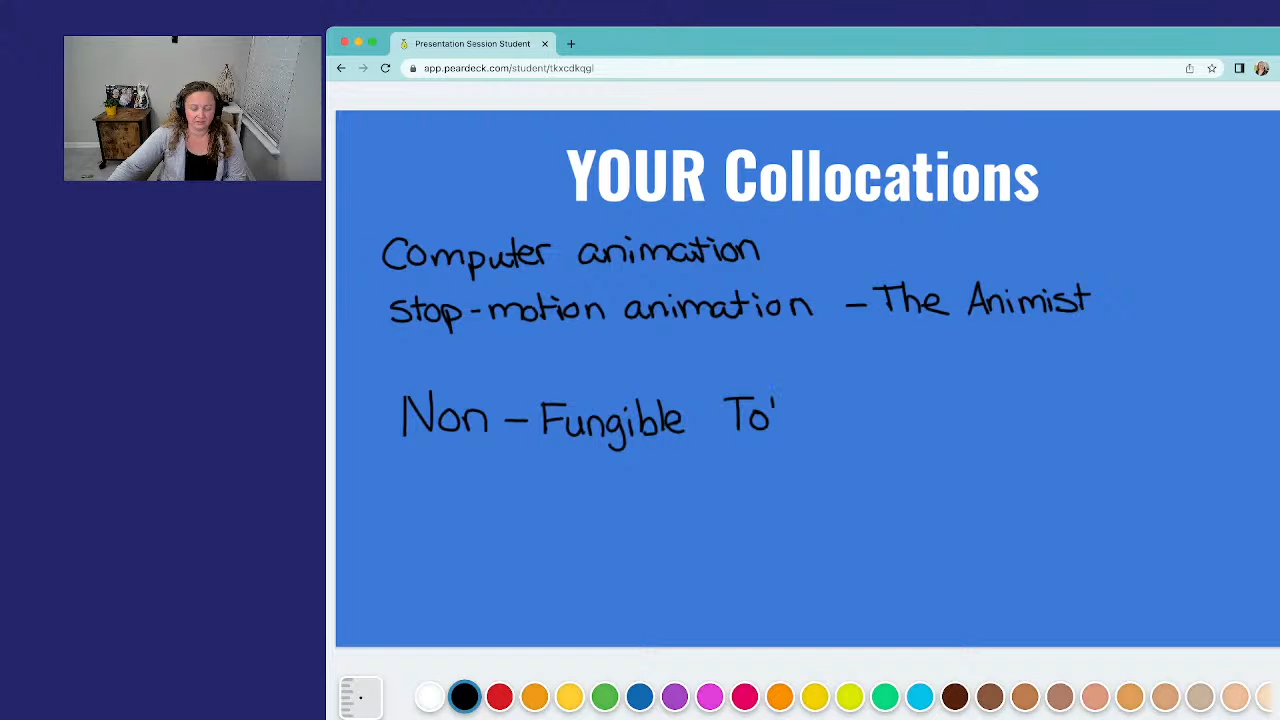 Presentation Session Student
app.peardeck.com/student/tkxcdkqgl
YOUR Collocations
Computer animation
stop-motion animation - The Animist
Non - Fungible To'